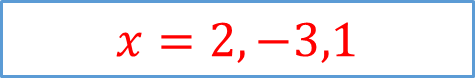 x = 2, −3,1